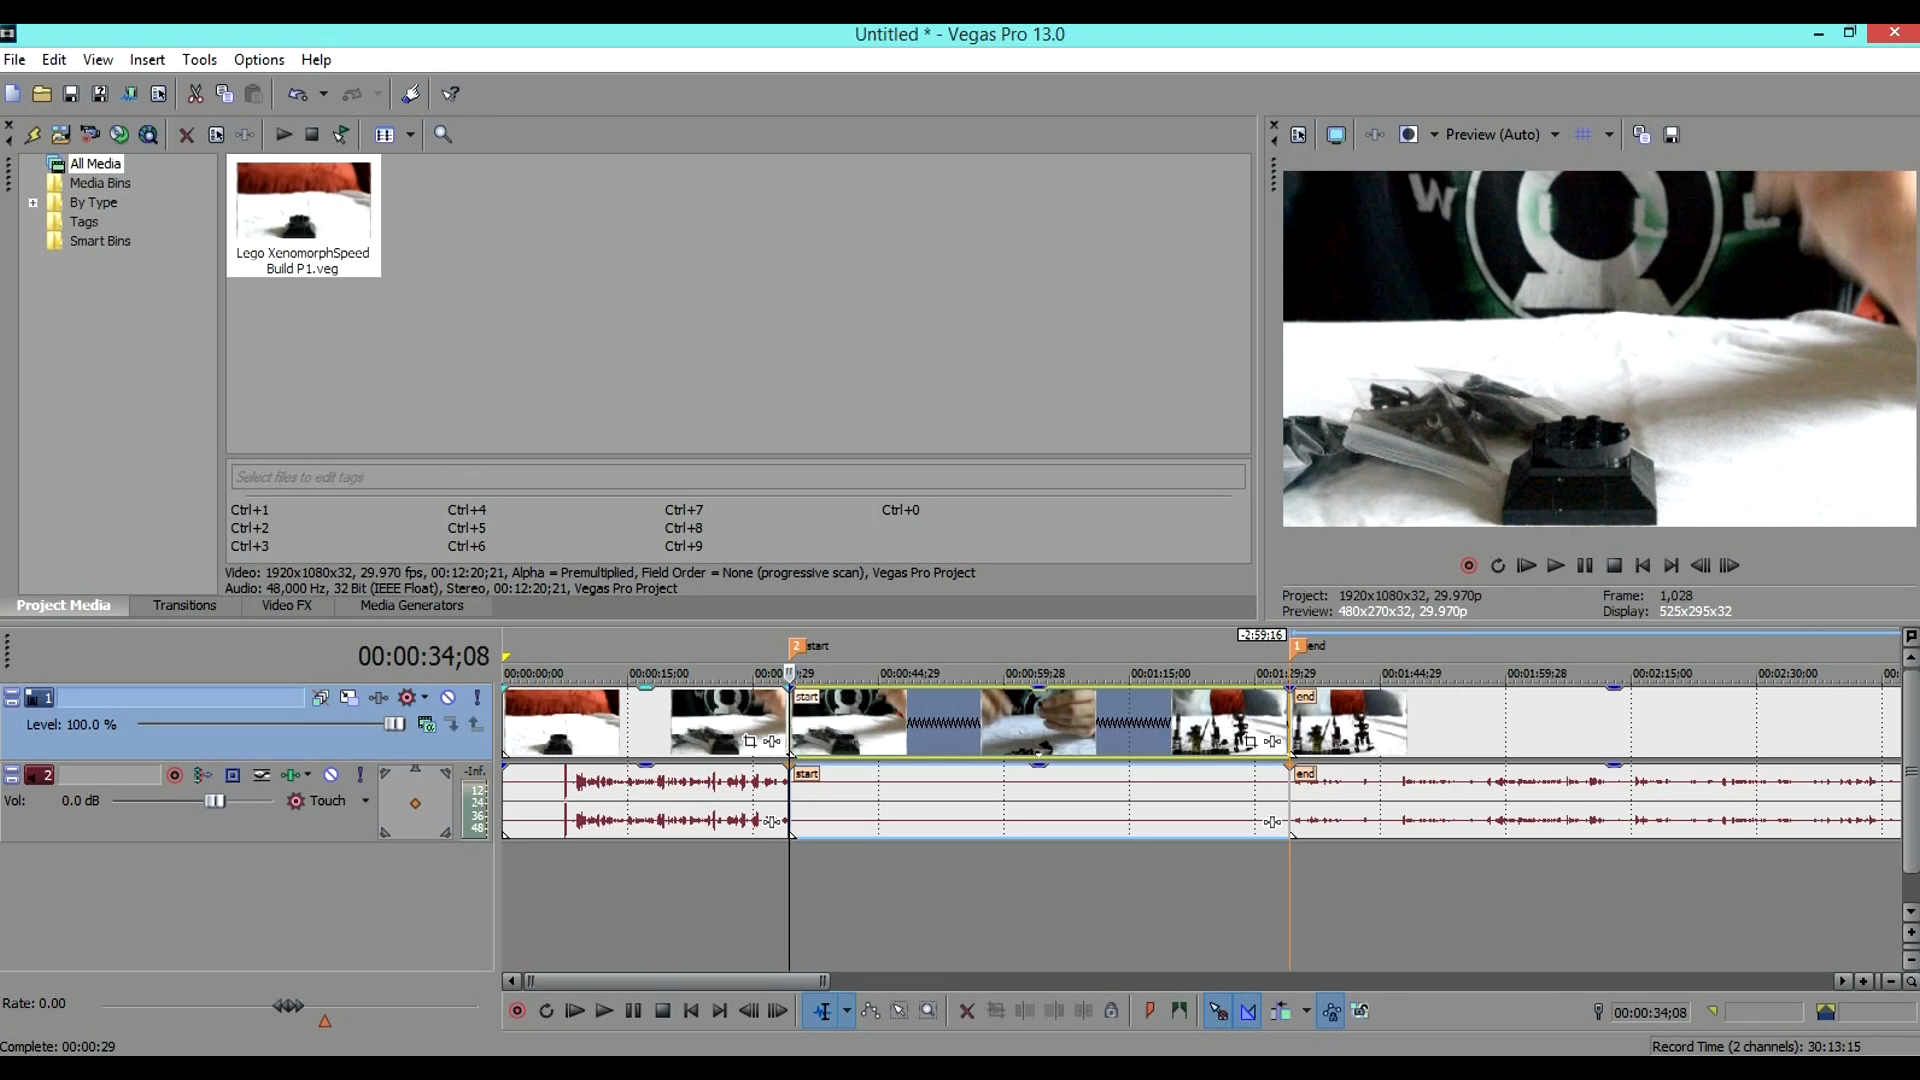 Untitled * - Vegas Pro 13.0
File Edit View Insert Tools Options Help
Preview (Auto)
All Media
Media Bins
By Type
Tags
Smart Bins
Lego XenomorphSpeed
Build P1.veg
W L
Select files to edit tags
Ctrl+1 Ctrl+4 Ctrl+7 Ctrl+0
Ctrl+2 Ctrl+5 Ctrl+8
Ctrl+3 Ctrl+6 Ctrl+9
Video: 1920x1080x32, 29.970 fps, 00:12:20;21, Alpha = Premultiplied, Field Order = None (progressive scan), Vegas Pro Project
Audio: 48,000 Hz, 32 Bit (IEEE Float), Stereo, 00:12:20;21, Vegas Pro Project
Project Media Transitions Video FX Media Generators
Project: 1920x1080x32, 29.970p Frame: 1,028
Preview: 480x270x32, 29.970p Display: 525x295x32
-2:59:16
00:00:34;08
2 start 1 end
00:00:00;00 00:00:15;00 00:00 ;29 00:00:44;29 00:00:59;28 00:01:15;00 00:01:29;29 00:01:44;29 00:01:59;28 00:02:15;00 00:02:30;00 00:
1
start end
Level: 100.0 %
2
start end
-Inf.
12
24
36
48
Vol: 0.0 dB Touch
Rate: 0.00
00:00:34;08
Complete: 00:00:29
Record Time (2 channels): 30:13:15